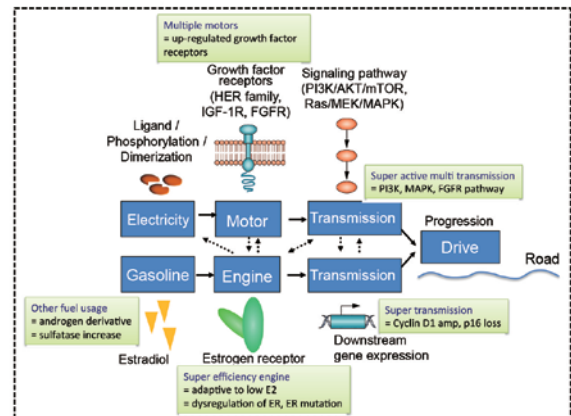 Multiple motors
= up-regulated growth factor
receptors
Growth factor
receptors
(HER family,
IGF-1R, FGFR)
Signaling pathway
(PI3K/AKT/mTOR,
Ras/MEK/MAPK)
Ligand /
Phosphorylation /
Dimerization
Super active multi transmission
= PI3K, MAPK, FGFR pathway
Electricity
Motor
Transmission
Progression
Drive
Road
Gasoline
Engine
Transmission
Other fuel usage
= androgen derivative
= sulfatase increase
Estradiol
Estrogen receptor
Downstream
gene expression
Super transmission
= Cyclin D1 amp, p16 loss
Super efficiency engine
= adaptive to low E2
= dysregulation of ER, ER mutation